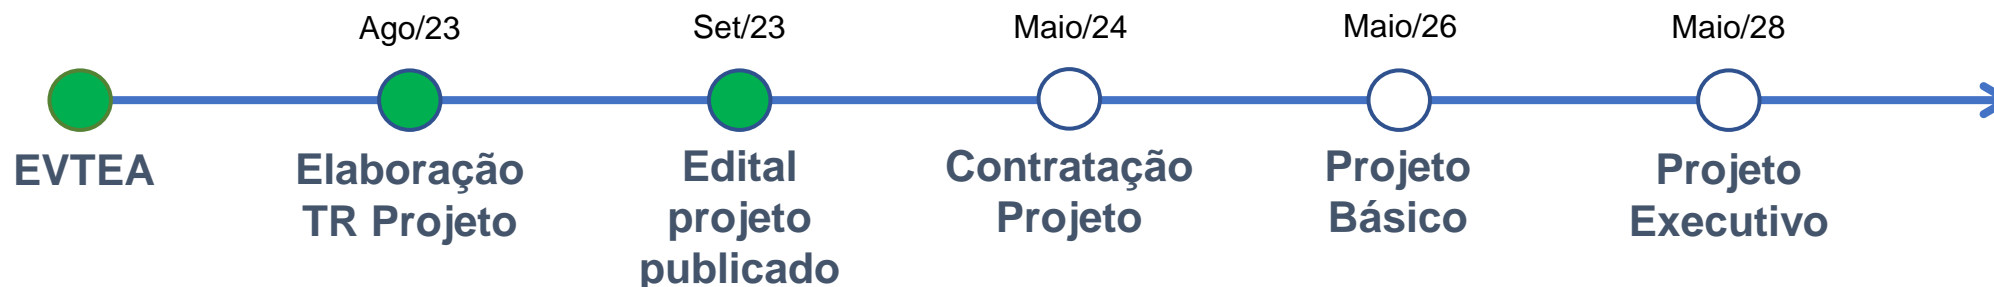 Ago/23
Set/23
Maio/24
Maio/26
Maio/28
EVTEA
Elaboração
TR Projeto
Edital
projeto
publicado
Contratação
Projeto
Projeto
Básico
Projeto
Executivo